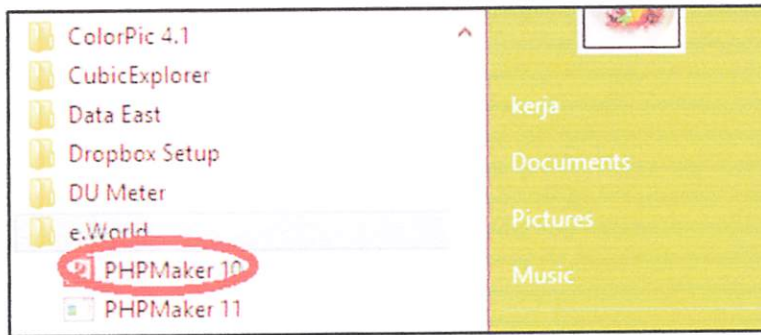 ColorPic 4.1
CubicExplorer
Data East
Dropbox Setup
DU Meter
e.World
PHPMaker 10
PHPMaker 11
kerja
Documents
Pictures
Music